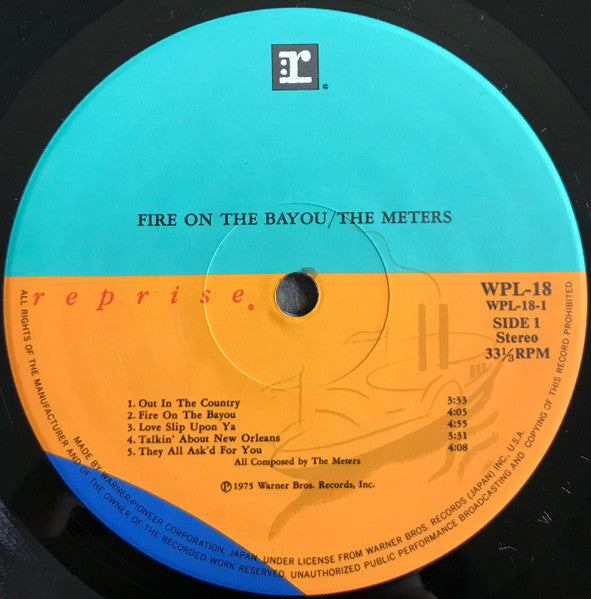 r
FIRE ON THE BAYOU/THE METERS
reprise.
WPL-18
WPL-18-1
SIDE 1
Stereo
33⅓RPM
1. Out In The Country 3:33
2. Fire On The Bayou 4:05
3. Love Slip Upon Ya 4:55
4. Talkin' About New Orleans 3:31
5. They All Ask'd For You 4:08
All Composed by The Meters
Ⓟ1975 Warner Bros. Records, Inc.
ALL RIGHTS OF THE MANUFACTURER AND OF THE OWNER OF THE RECORDED WORK RESERVED. UNAUTHORIZED PUBLIC PERFORMANCE BROADCASTING AND COPYING OF THIS RECORD PROHIBITED.
MADE BY WARNER-PIONEER CORPORATION, JAPAN, UNDER LICENSE FROM WARNER BROS. RECORDS (JAPAN) INC., U.S.A.